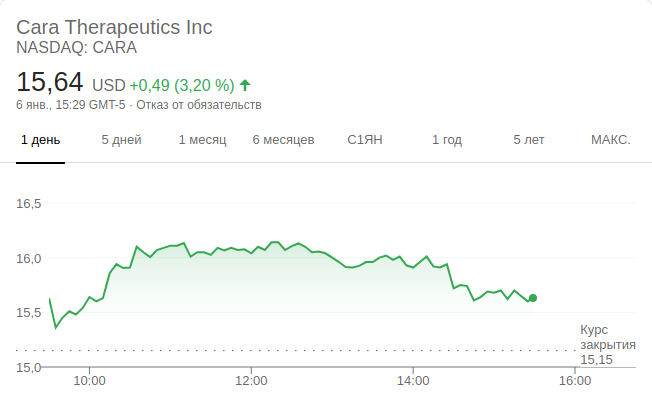 Cara Therapeutics Inc
NASDAQ: CARA
15,64 USD +0,49 (3,20 %)
6 янв., 15:29 GMT-5 · Отказ от обязательств
1 день 5 дней 1 месяц 6 месяцев С1ЯН 1 год 5 лет МАКС.
16,5
16,0
15,5
Курс
закрытия
15,15
15,0
10:00 12:00 14:00 16:00